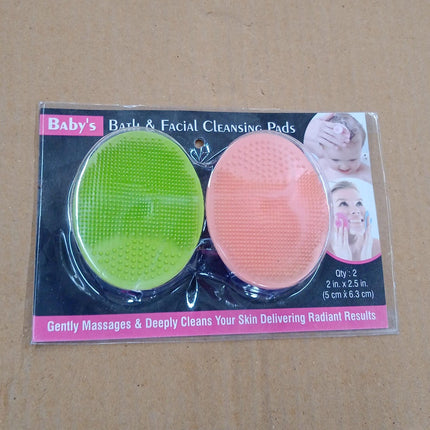 Baby's Bath & Facial Cleansing Pads
Qty : 2
2 in. x 2.5 in.
(5 cm x 6.3 cm)
Gently Massages & Deeply Cleans Your Skin Delivering Radiant Results